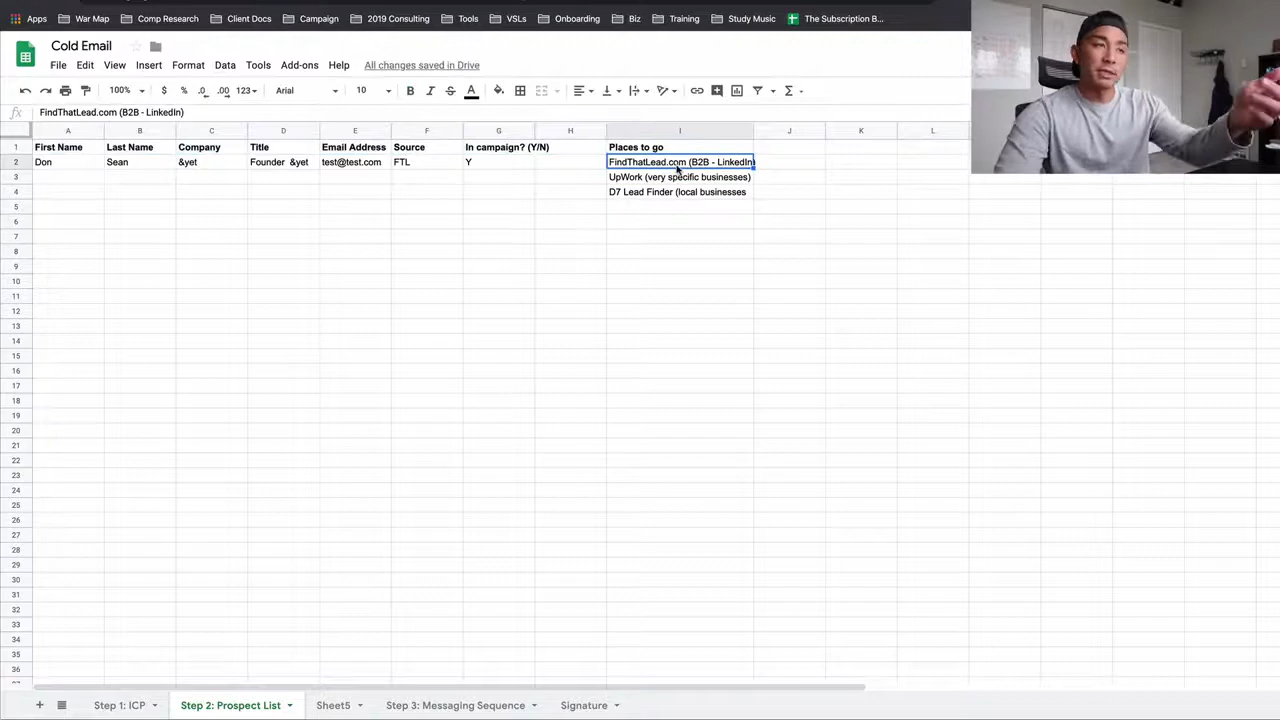 Apps War Map Comp Research Client Docs Campaign 2019 Consulting Tools VSLs Onboarding Biz Training Study Music The Subscription B...
Cold Email
File Edit View Insert Format Data Tools Add-ons Help All changes saved in Drive
100% $ % .0 .00 123 Arial 10 B I S A
fx FindThatLead.com (B2B - LinkedIn)
A B C D E F G H I J K L
1 First Name Last Name Company Title Email Address Source In campaign? (Y/N) Places to go
2 Don Sean &yet Founder &yet test@test.com FTL Y FindThatLead.com (B2B - LinkedIn)
3 UpWork (very specific businesses)
4 D7 Lead Finder (local businesses
5
6
7
8
9
10
11
12
13
14
15
16
17
18
19
20
21
22
23
24
25
26
27
28
29
30
31
32
33
34
35
36
Step 1: ICP Step 2: Prospect List Sheet5 Step 3: Messaging Sequence Signature